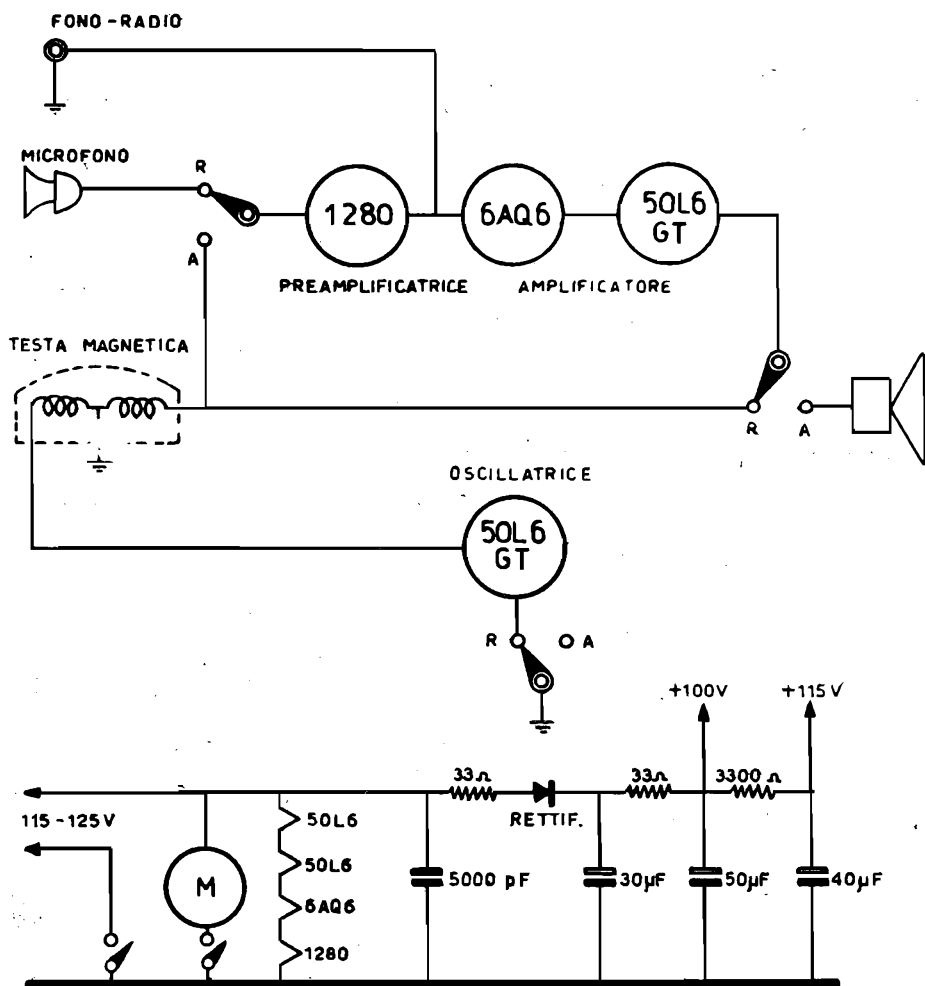 FONO-RADIO
MICROFONO
R
A
1280
6AQ6
50L6
GT
PREAMPLIFICATRICE
AMPLIFICATORE
TESTA MAGNETICA
R
A
OSCILLATRICE
50L6
GT
R
A
+100V
+115V
33Ω
33Ω
3300Ω
115-125V
RETTIF.
50L6
50L6
6AQ6
1280
M
5000 pF
30µF
50µF
40µF